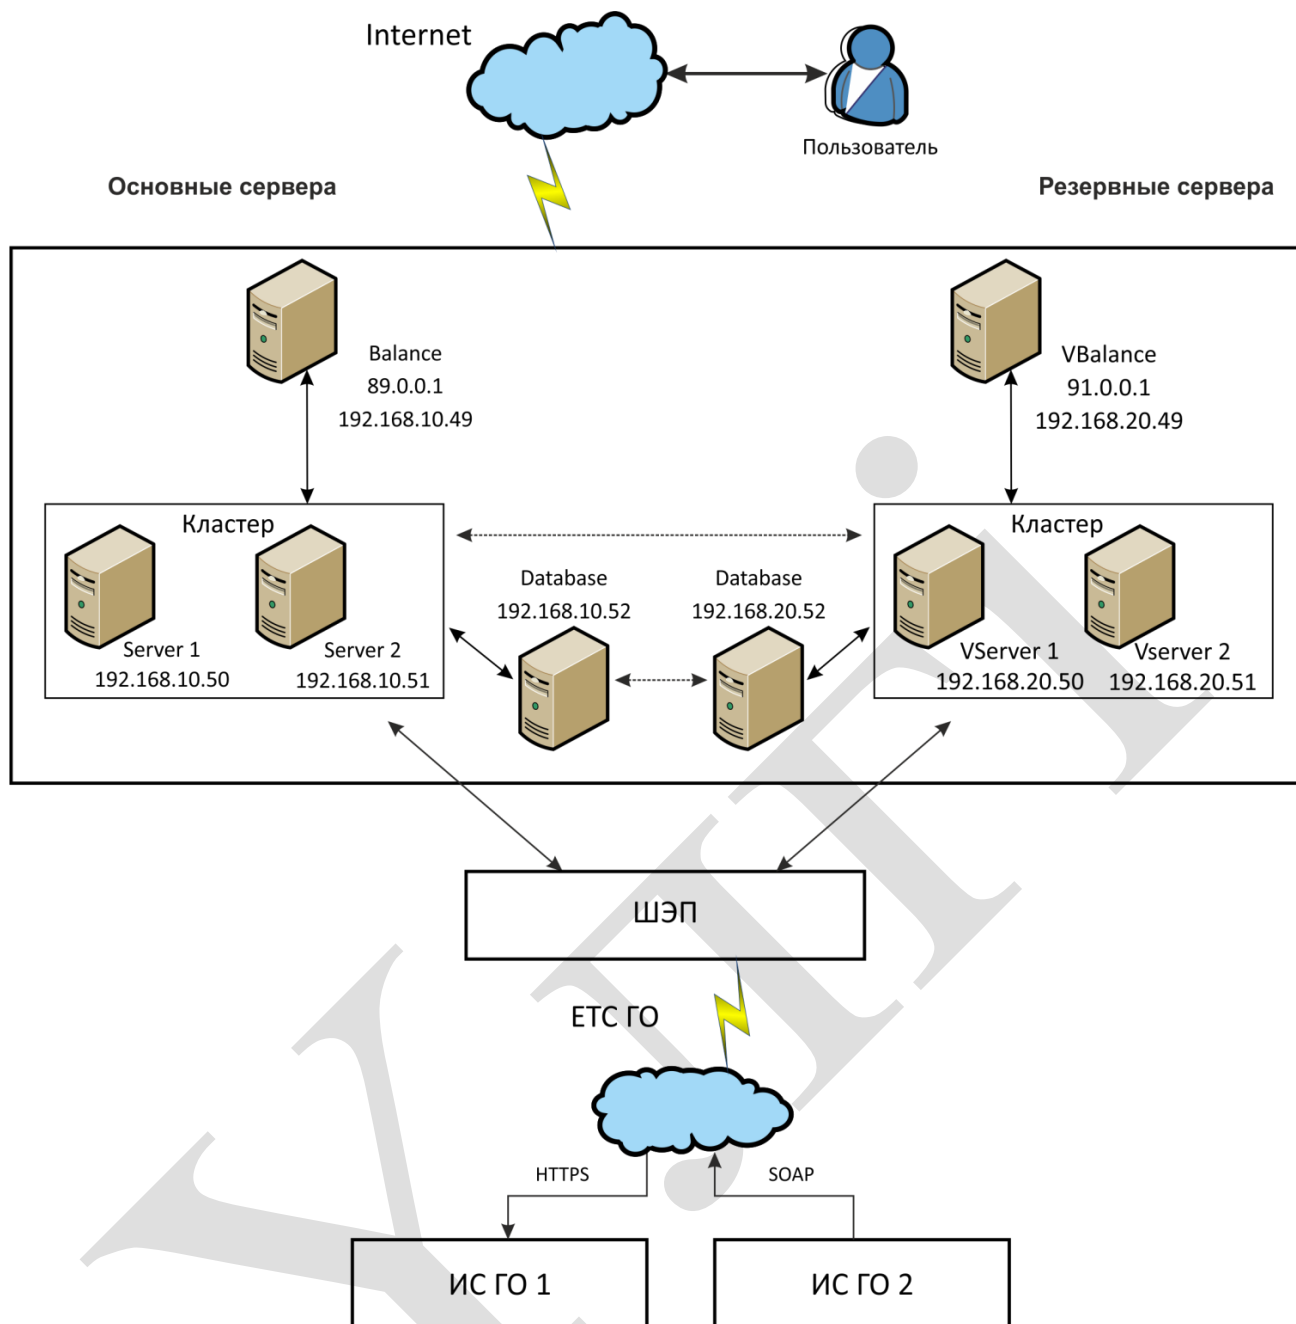 Internet
Пользователь
Основные сервера
Резервные сервера
Balance
89.0.0.1
192.168.10.49
VBalance
91.0.0.1
192.168.20.49
Кластер
Server 1
192.168.10.50
Server 2
192.168.10.51
Database
192.168.10.52
Database
192.168.20.52
Кластер
VServer 1
192.168.20.50
Vserver 2
192.168.20.51
ШЭП
ЕТС ГО
HTTPS
SOAP
ИС ГО 1
ИС ГО 2